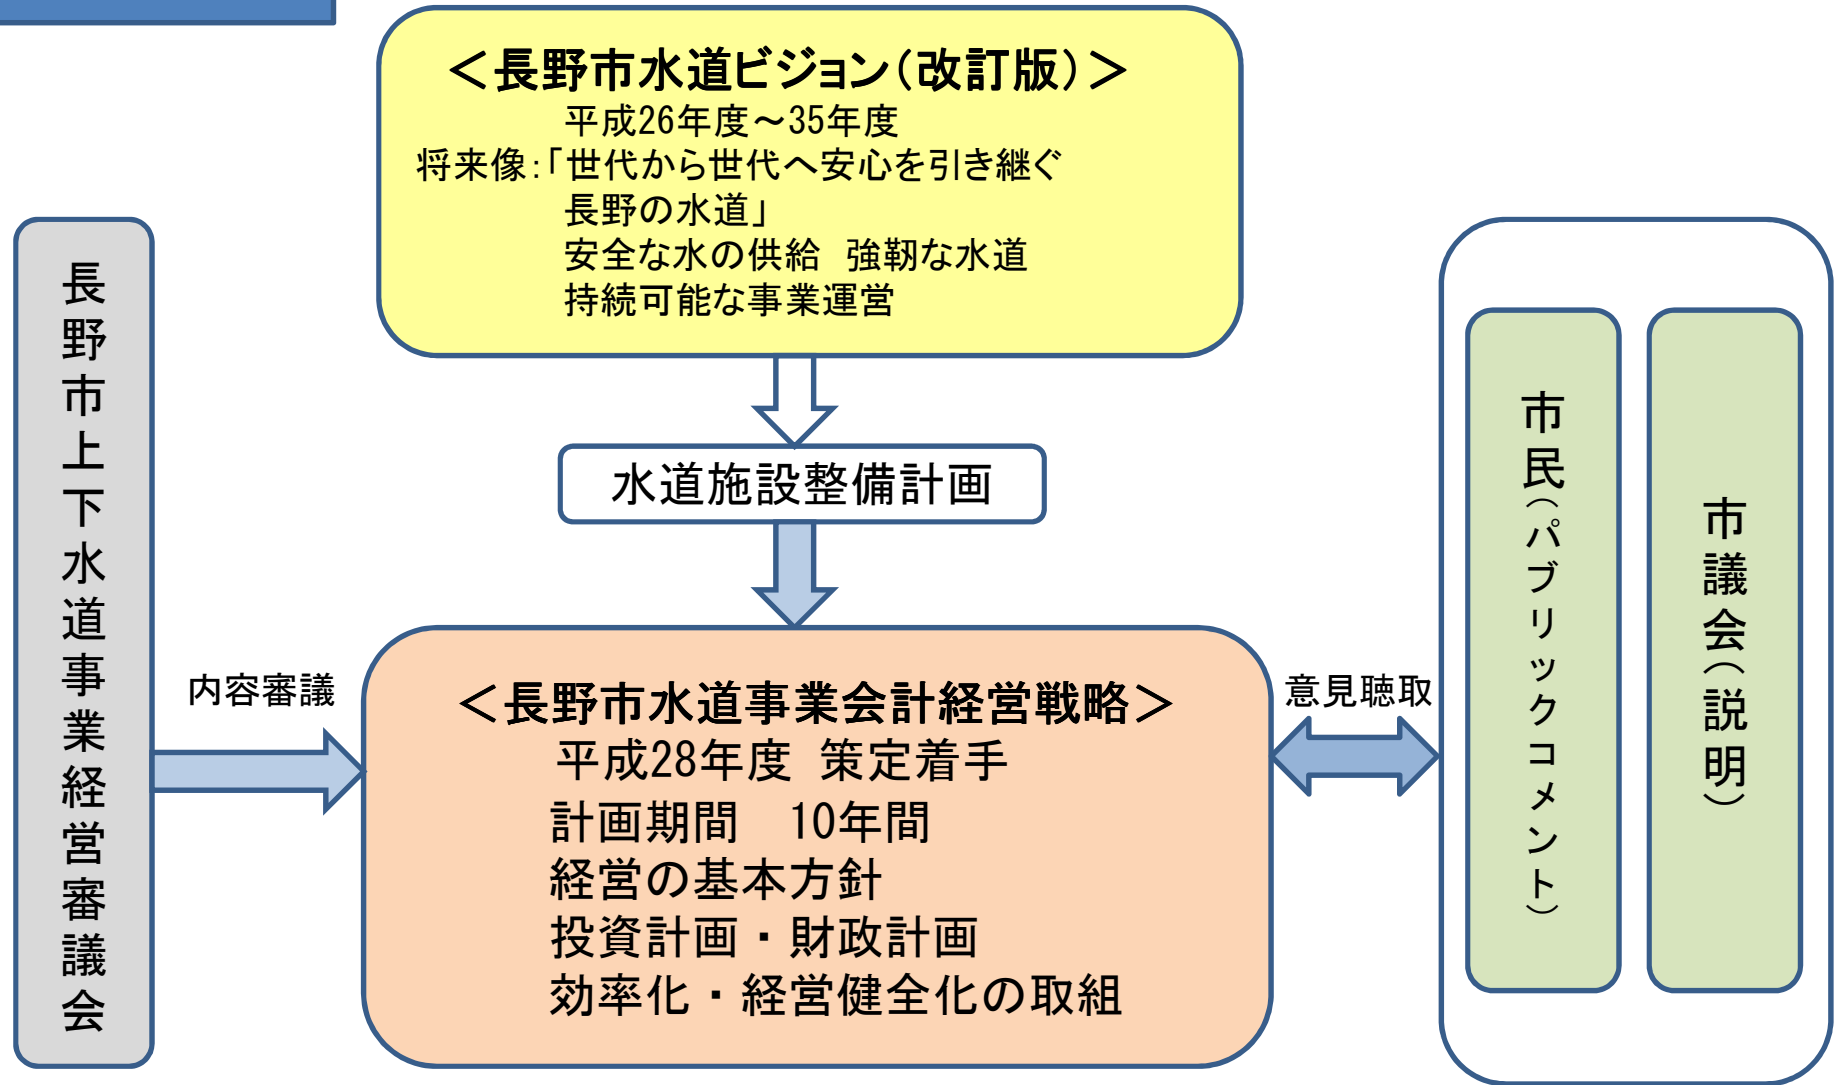 ＜長野市水道ビジョン（改訂版）＞
平成26年度～35年度
将来像：「世代から世代へ安心を引き継ぐ
長野の水道」
安全な水の供給　強靭な水道
持続可能な事業運営
水道施設整備計画
長野市上下水道事業経営審議会
内容審議
＜長野市水道事業会計経営戦略＞
平成28年度 策定着手
計画期間　10年間
経営の基本方針
投資計画・財政計画
効率化・経営健全化の取組
意見聴取
市民（パブリックコメント）
市議会（説明）